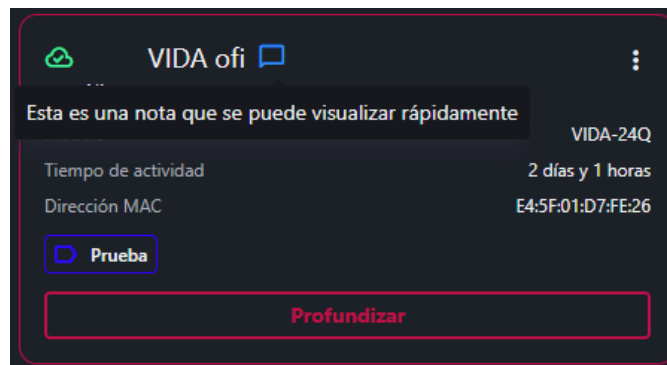 VIDA ofi
Esta es una nota que se puede visualizar rápidamente
VIDA-24Q
Tiempo de actividad 2 días y 1 horas
Dirección MAC E4:5F:01:D7:FE:26
Prueba
Profundizar